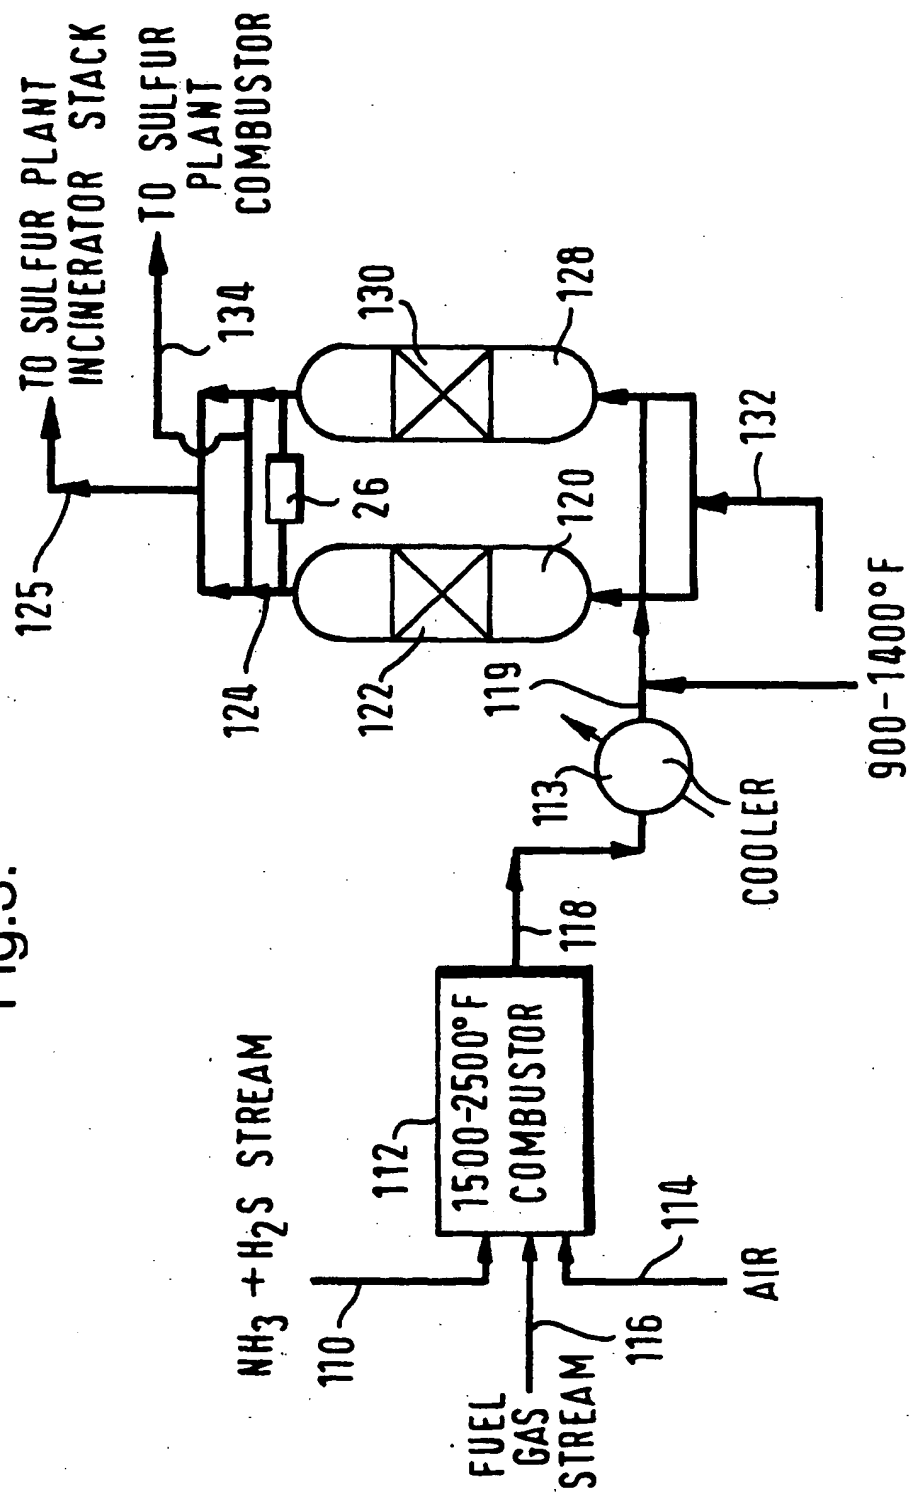 Fig.3.
NH3 + H2S STREAM
110
FUEL
GAS
STREAM
116
AIR
114
112
1500-2500°F
COMBUSTOR
118
113
COOLER
119
900-1400°F
132
120
122
124
26
128
130
134
125
TO SULFUR PLANT
INCINERATOR STACK
TO SULFUR
PLANT
COMBUSTOR